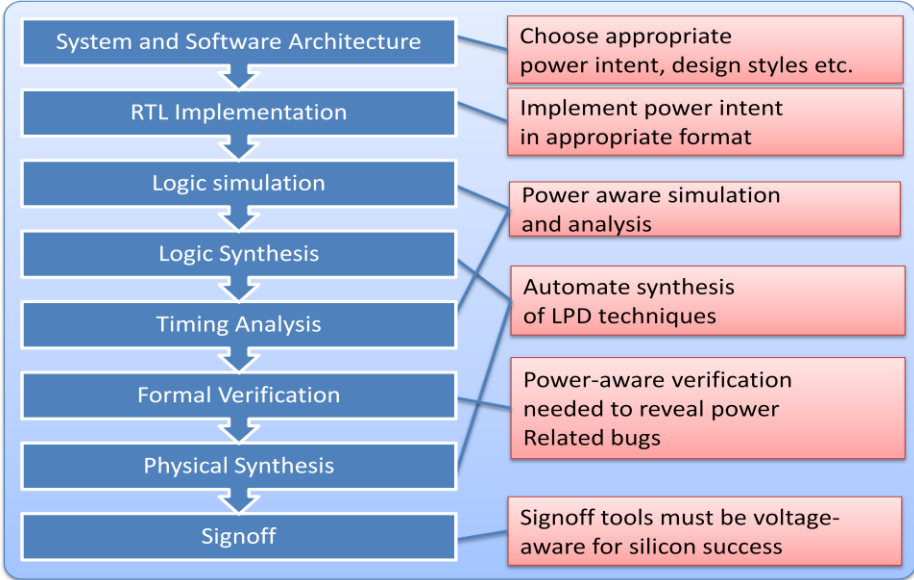 System and Software Architecture
Choose appropriate
power intent, design styles etc.
RTL Implementation
Implement power intent
in appropriate format
Logic simulation
Power aware simulation
and analysis
Logic Synthesis
Automate synthesis
of LPD techniques
Timing Analysis
Formal Verification
Power-aware verification
needed to reveal power
Related bugs
Physical Synthesis
Signoff
Signoff tools must be voltage-
aware for silicon success